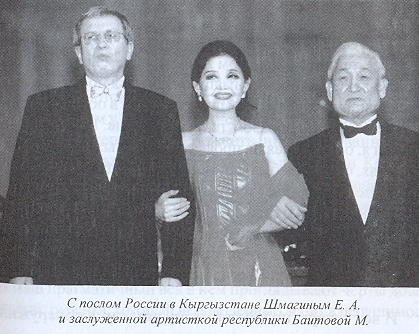 С послом России в Кыргызстане Шмагиным Е. А.
и заслуженной артисткой республики Баитовой М.